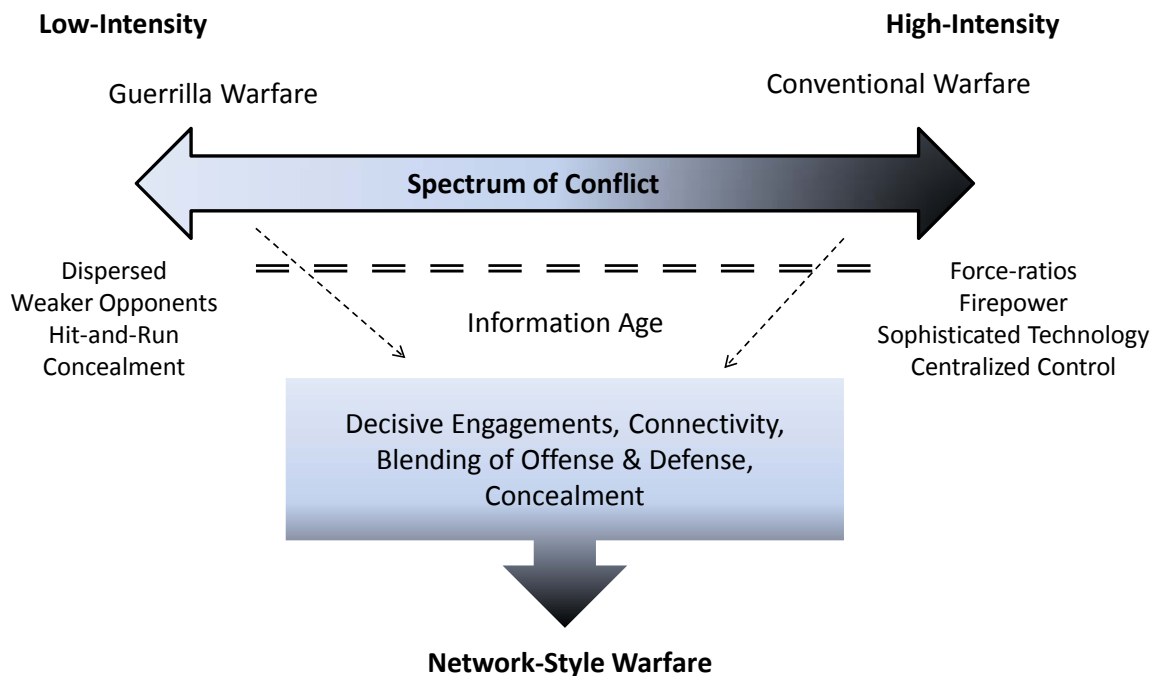 Low-Intensity
High-Intensity
Guerrilla Warfare
Conventional Warfare
Spectrum of Conflict
Dispersed
Weaker Opponents
Hit-and-Run
Concealment
Force-ratios
Firepower
Sophisticated Technology
Centralized Control
Information Age
Decisive Engagements, Connectivity,
Blending of Offense & Defense,
Concealment
Network-Style Warfare